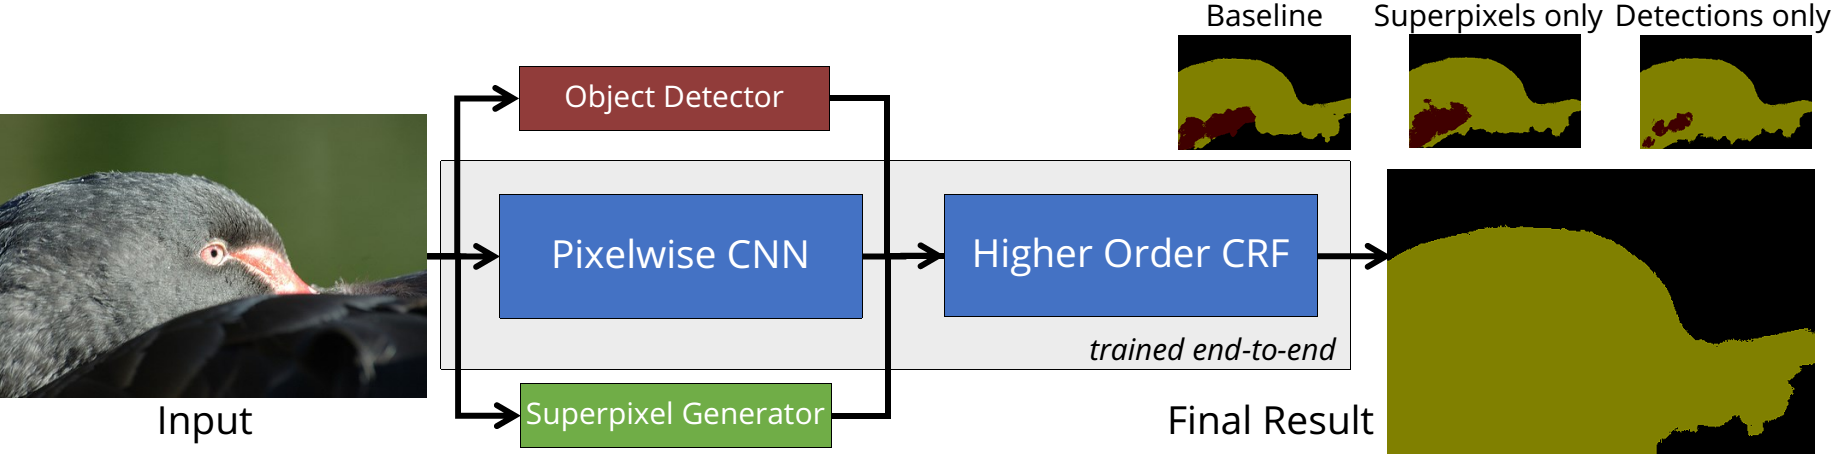 Baseline
Superpixels only
Detections only
Object Detector
Pixelwise CNN
Higher Order CRF
trained end-to-end
Superpixel Generator
Input
Final Result